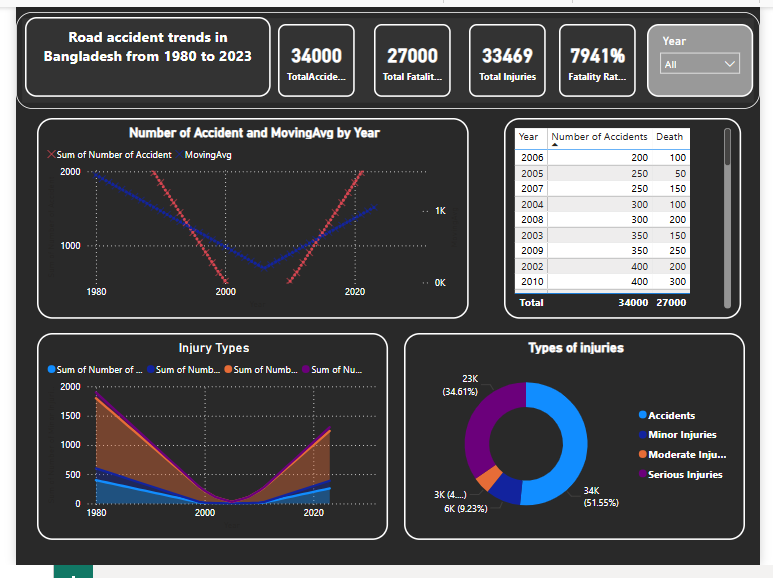 Road accident trends in
Bangladesh from 1980 to 2023
34000
TotalAccide...
27000
Total Fatalit...
33469
Total Injuries
7941%
Fatality Rat...
Year
All
Number of Accident and MovingAvg by Year
Sum of Number of Accident MovingAvg
2000
1000
1K
0K
1980 2000 2020
Year Number of Accidents Death
2006 200 100
2005 250 50
2007 250 150
2004 300 100
2008 300 200
2003 350 150
2009 350 250
2002 400 200
2010 400 300
Total 34000 27000
Injury Types
Sum of Number of ... Sum of Numb... Sum of Numb... Sum of Nu...
2000
1500
1000
500
0
1980 2000 2020
Types of injuries
23K
(34.61%)
3K (4....)
6K (9.23%)
34K
(51.55%)
Accidents
Minor Injuries
Moderate Inju...
Serious Injuries